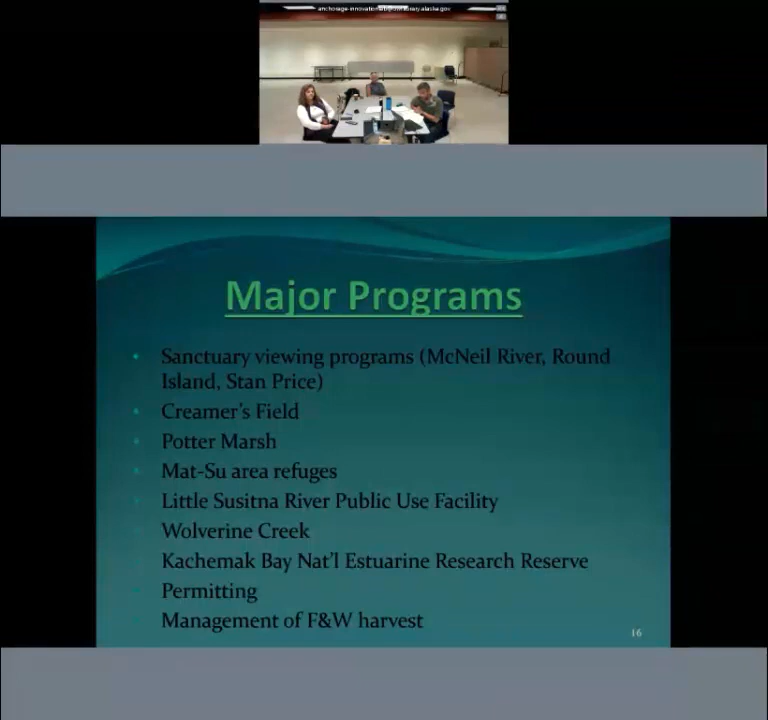 Major Programs
Sanctuary viewing programs (McNeil River, Round
Island, Stan Price)
Creamer's Field
Potter Marsh
Mat-Su area refuges
Little Susitna River Public Use Facility
Wolverine Creek
Kachemak Bay Nat'l Estuarine Research Reserve
Permitting
Management of F&W harvest
16